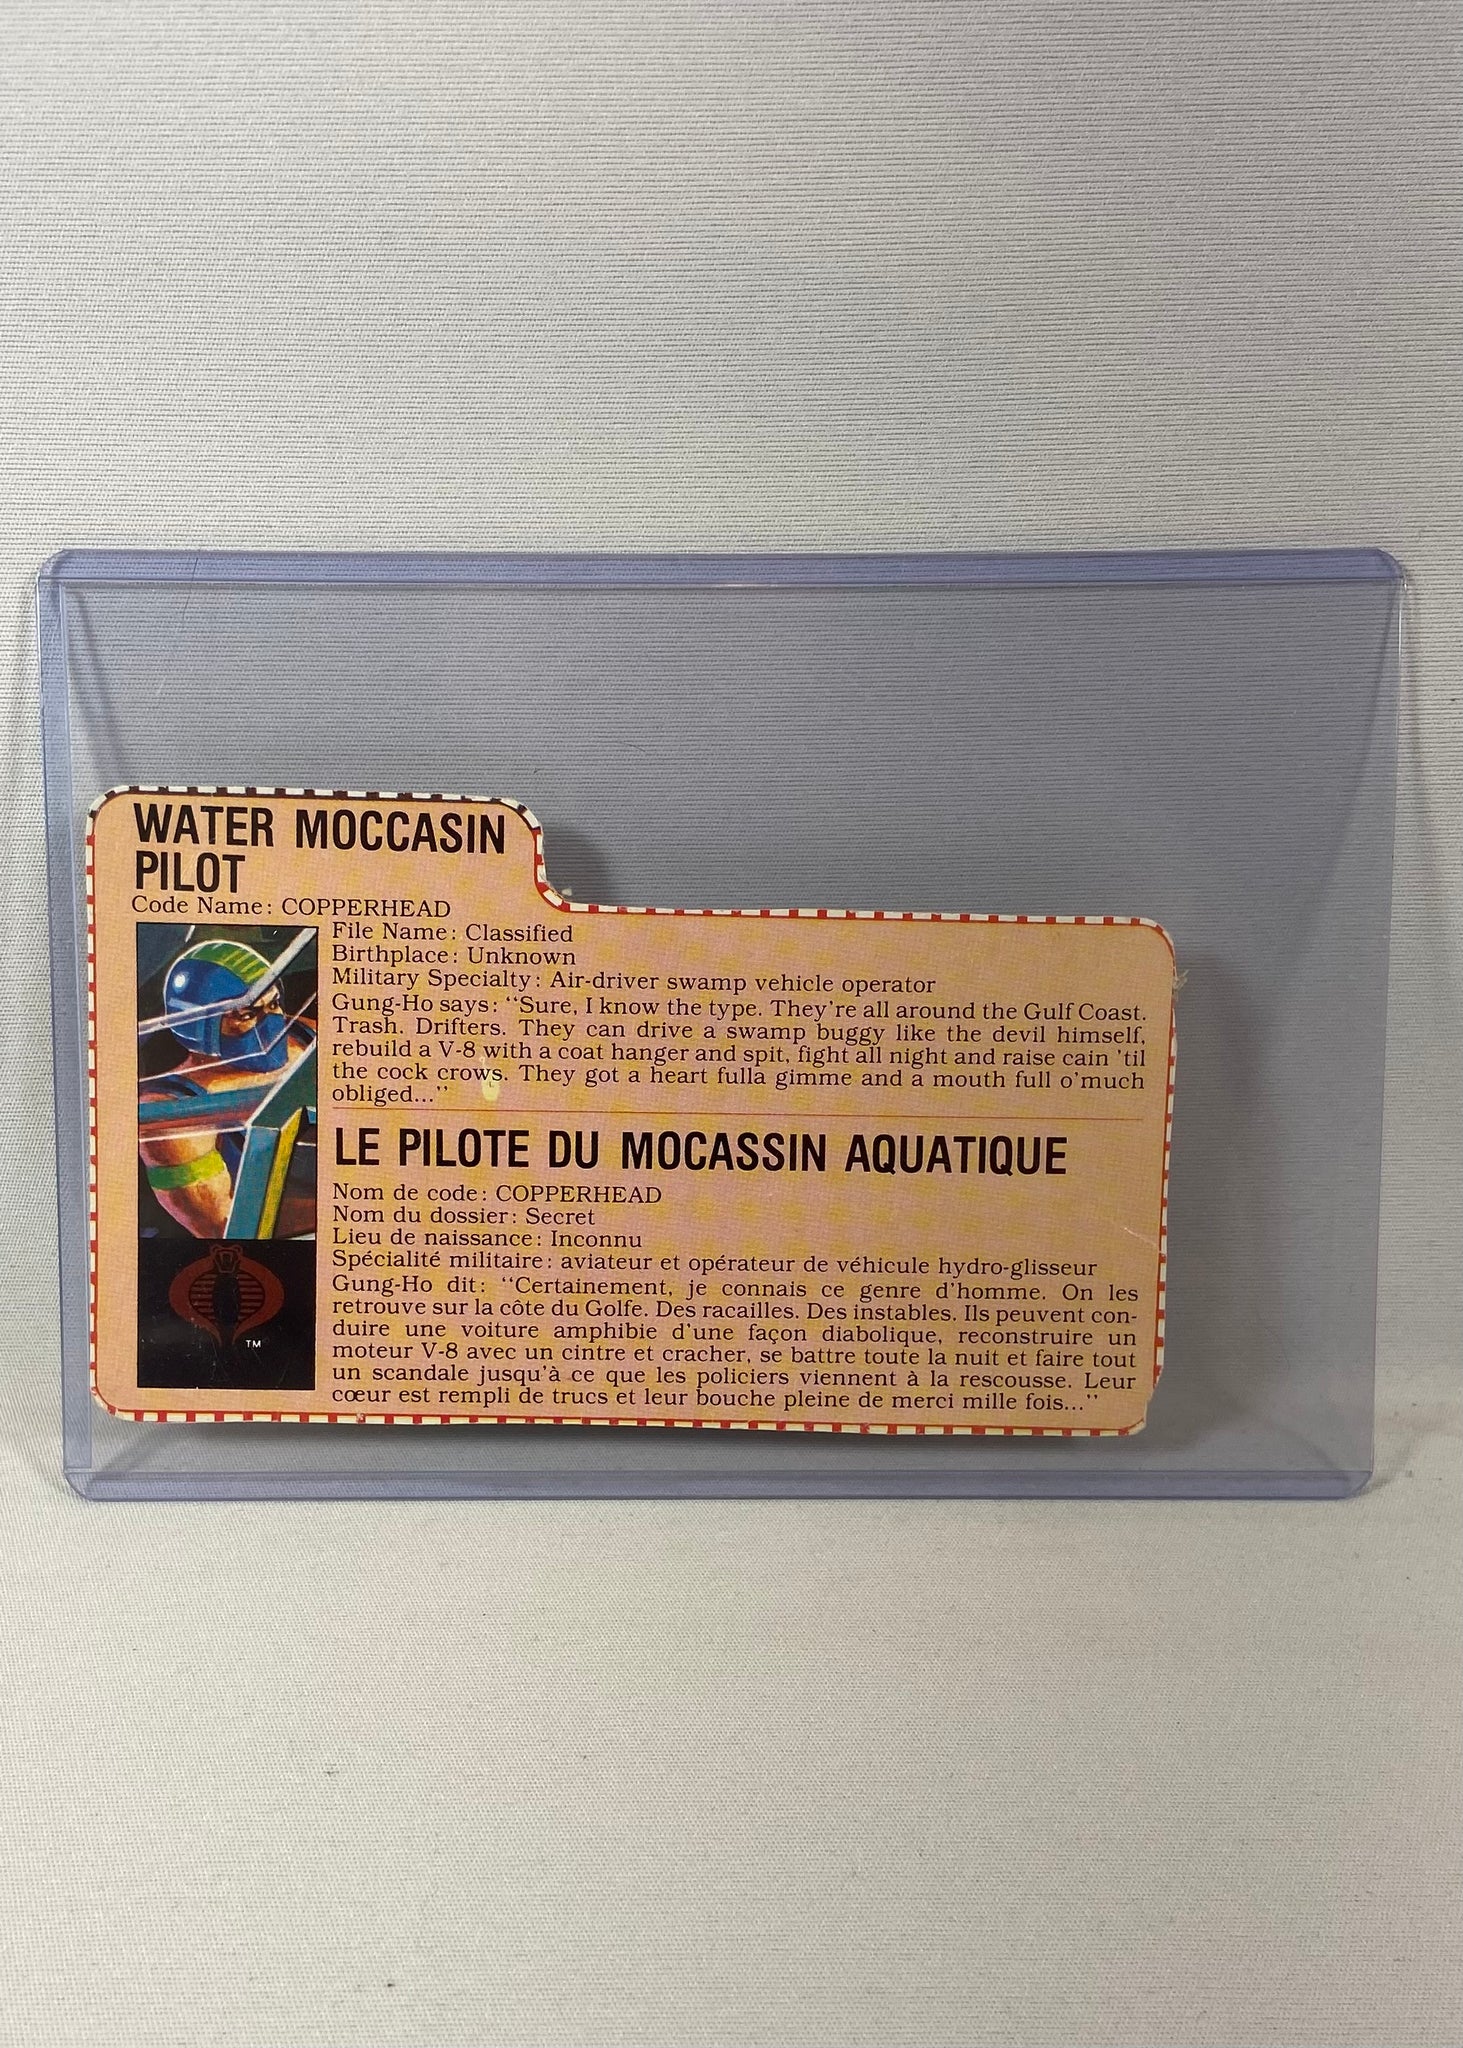 WATER MOCCASIN
PILOT
Code Name: COPPERHEAD
File Name: Classified
Birthplace: Unknown
Military Specialty: Air-driver swamp vehicle operator
Gung-Ho says: “Sure, I know the type. They’re all around the Gulf Coast.
Trash. Drifters. They can drive a swamp buggy like the devil himself,
rebuild a V-8 with a coat hanger and spit, fight all night and raise cain ’til
the cock crows. They got a heart fulla gimme and a mouth full o’much
obliged...”
LE PILOTE DU MOCASSIN AQUATIQUE
Nom de code: COPPERHEAD
Nom du dossier: Secret
Lieu de naissance: Inconnu
Spécialité militaire: aviateur et opérateur de véhicule hydro-glisseur
Gung-Ho dit: “Certainement, je connais ce genre d’homme. On les
retrouve sur la côte du Golfe. Des racailles. Des instables. Ils peuvent con-
duire une voiture amphibie d’une façon diabolique, reconstruire un
moteur V-8 avec un cintre et cracher, se battre toute la nuit et faire tout
un scandale jusqu’à ce que les policiers viennent à la rescousse. Leur
cœur est rempli de trucs et leur bouche pleine de merci mille fois...”
TM